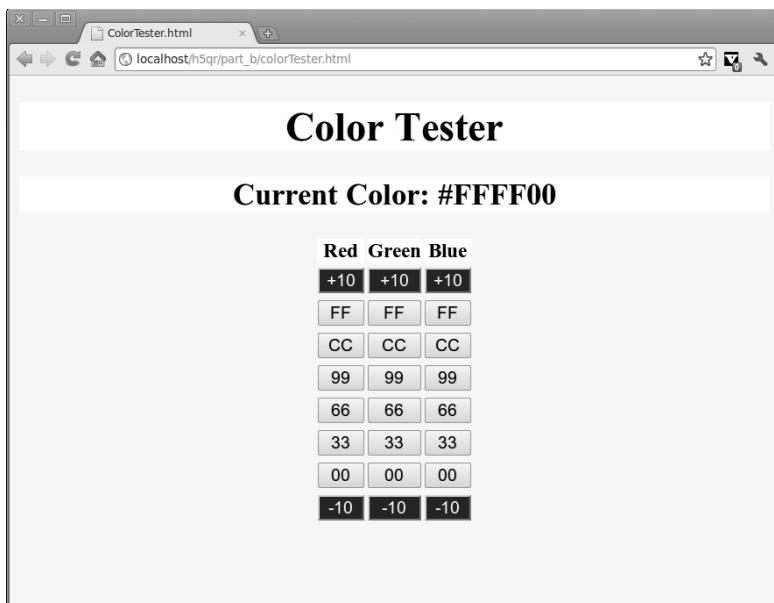 ColorTester.html
localhost/h5qr/part_b/colorTester.html
0
Color Tester
Current Color: #FFFF00
Red Green Blue
+10 +10 +10
FF FF FF
CC CC CC
99 99 99
66 66 66
33 33 33
00 00 00
-10 -10 -10